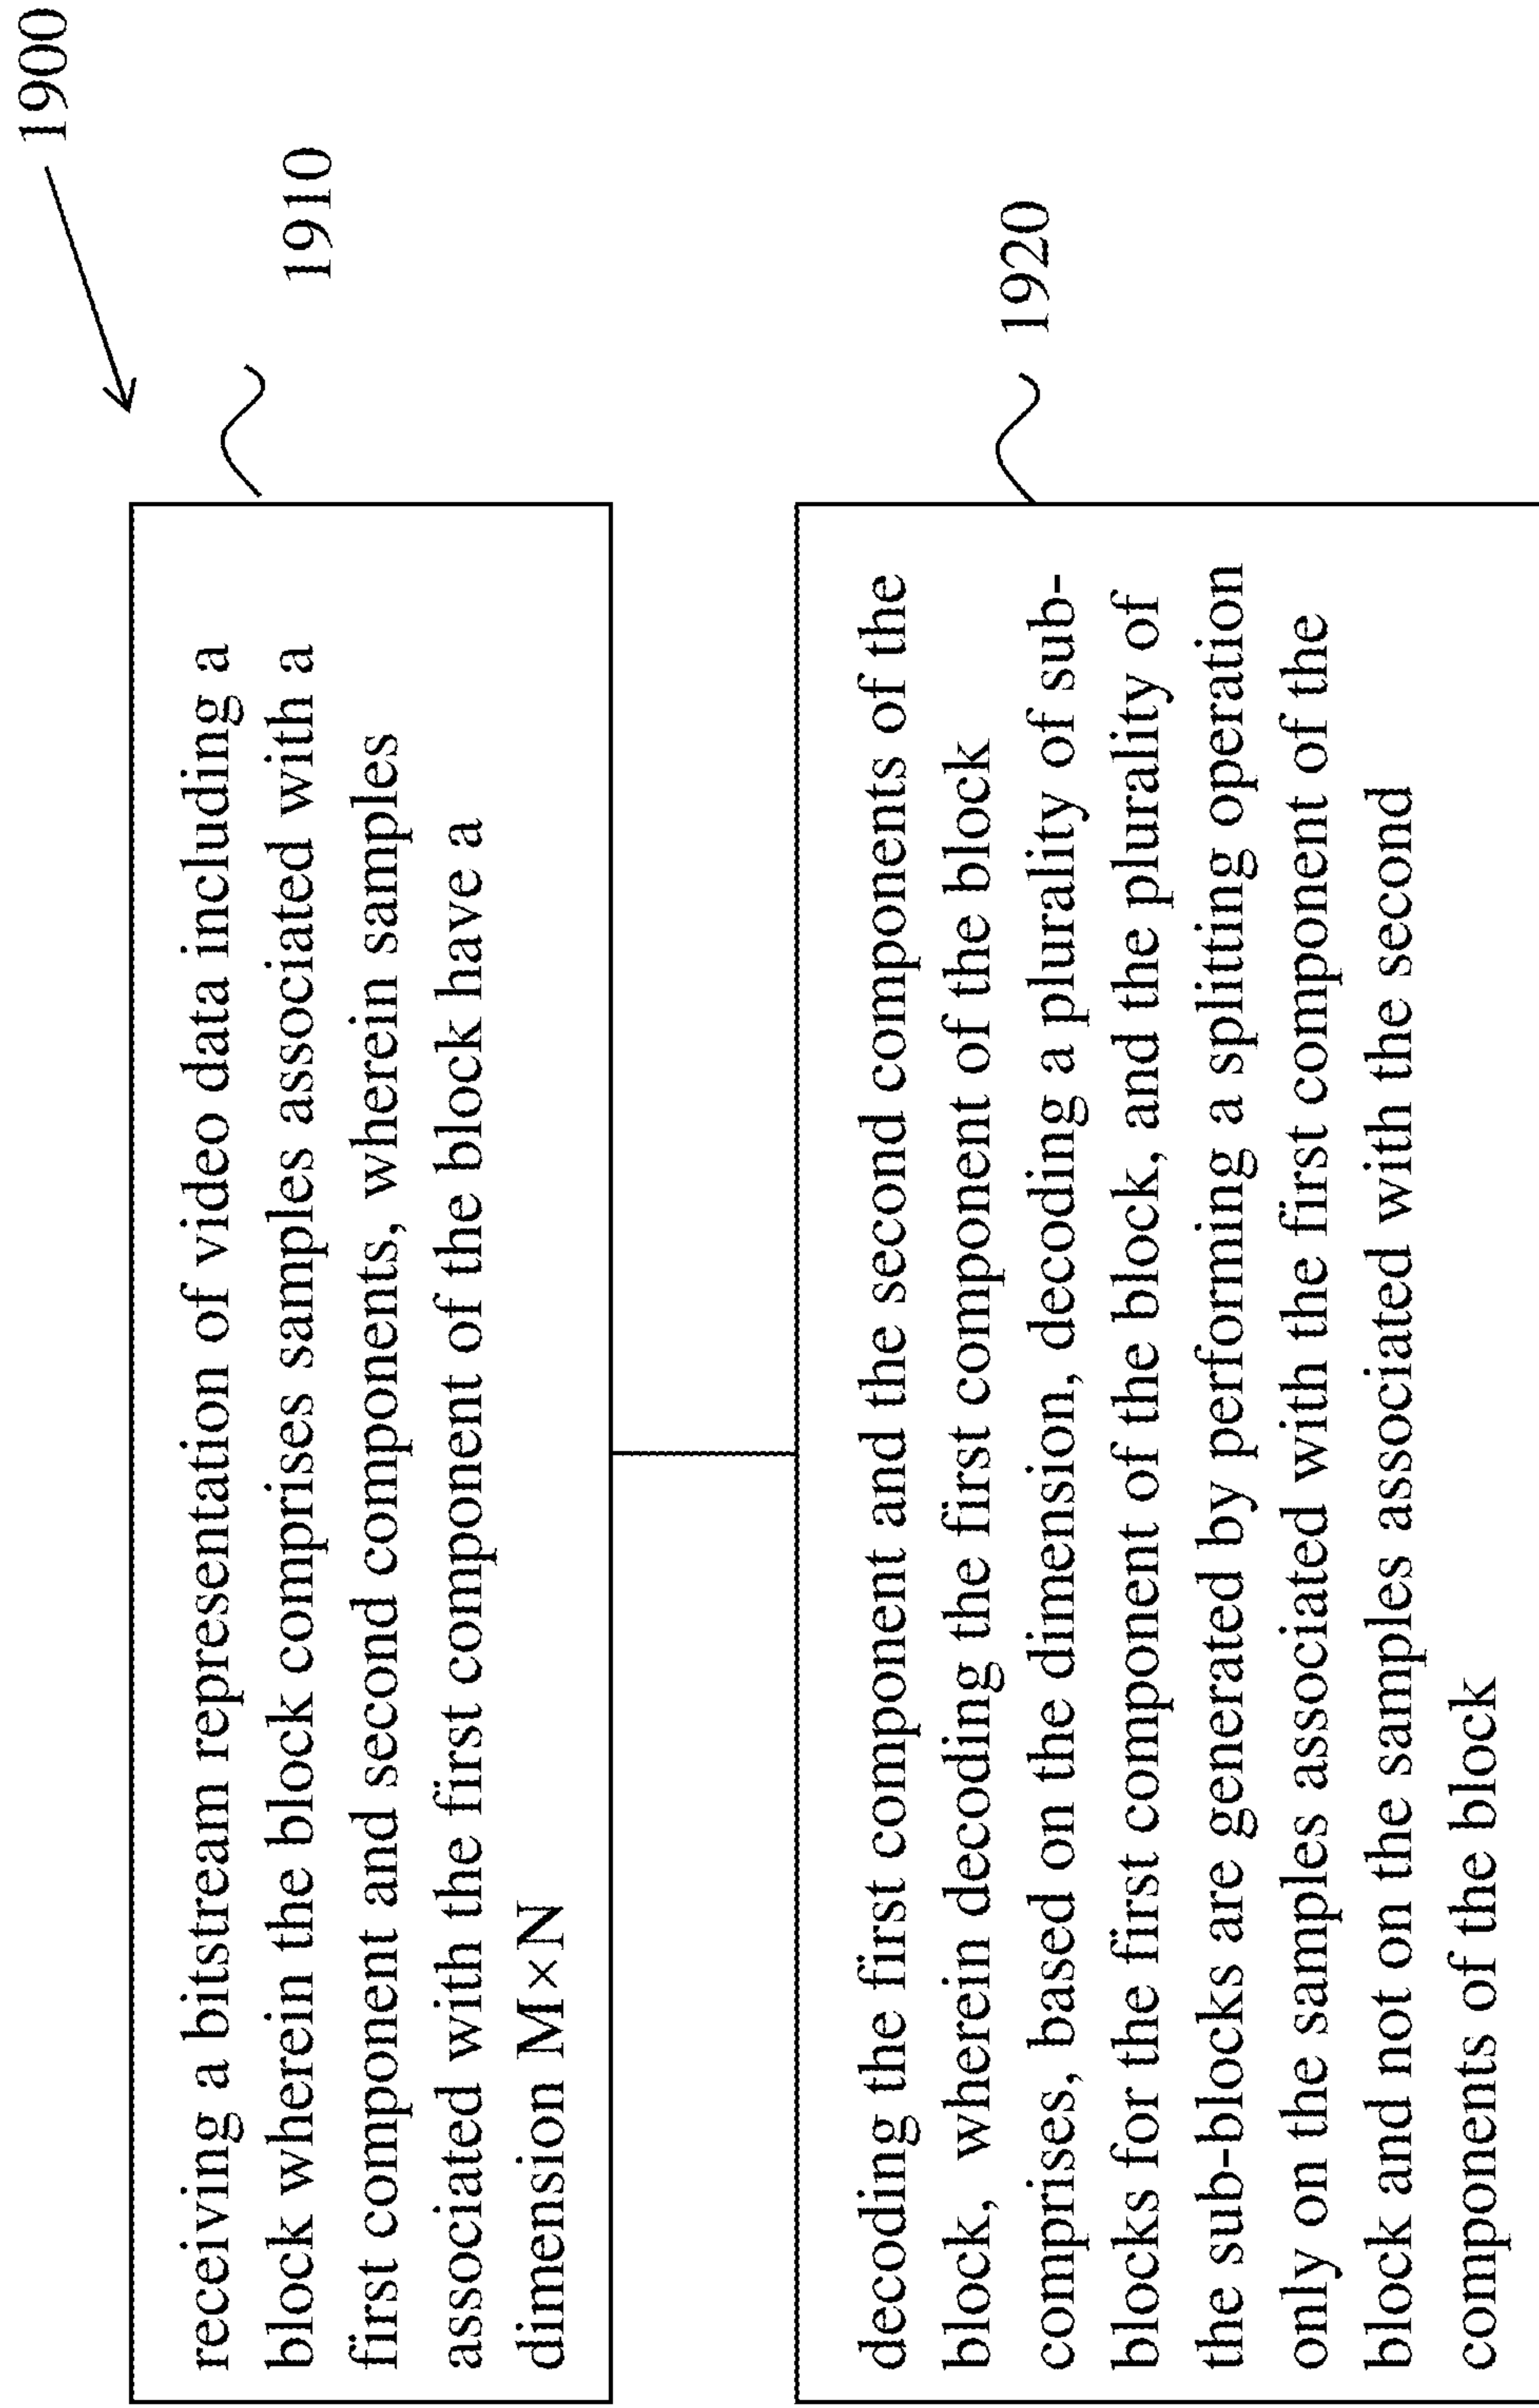 1900
1910
receiving a bitstream representation of video data including a
block wherein the block comprises samples associated with a
first component and second components, wherein samples
associated with the first component of the block have a
dimension M×N
1920
decoding the first component and the second components of the
block, wherein decoding the first component of the block
comprises, based on the dimension, decoding a plurality of sub-
blocks for the first component of the block, and the plurality of
the sub-blocks are generated by performing a splitting operation
only on the samples associated with the first component of the
block and not on the samples associated with the second
components of the block